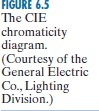 FIGURE 6.5
The CIE
chromaticity
diagram.
(Courtesy of the
General Electric
Co., Lighting
Division.)